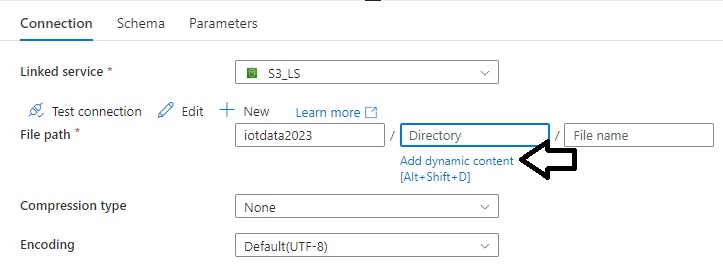 Connection Schema Parameters
Linked service * S3_LS
Test connection Edit New Learn more
File path * iotdata2023 / Directory / File name
Add dynamic content
[Alt+Shift+D]
Compression type None
Encoding Default(UTF-8)